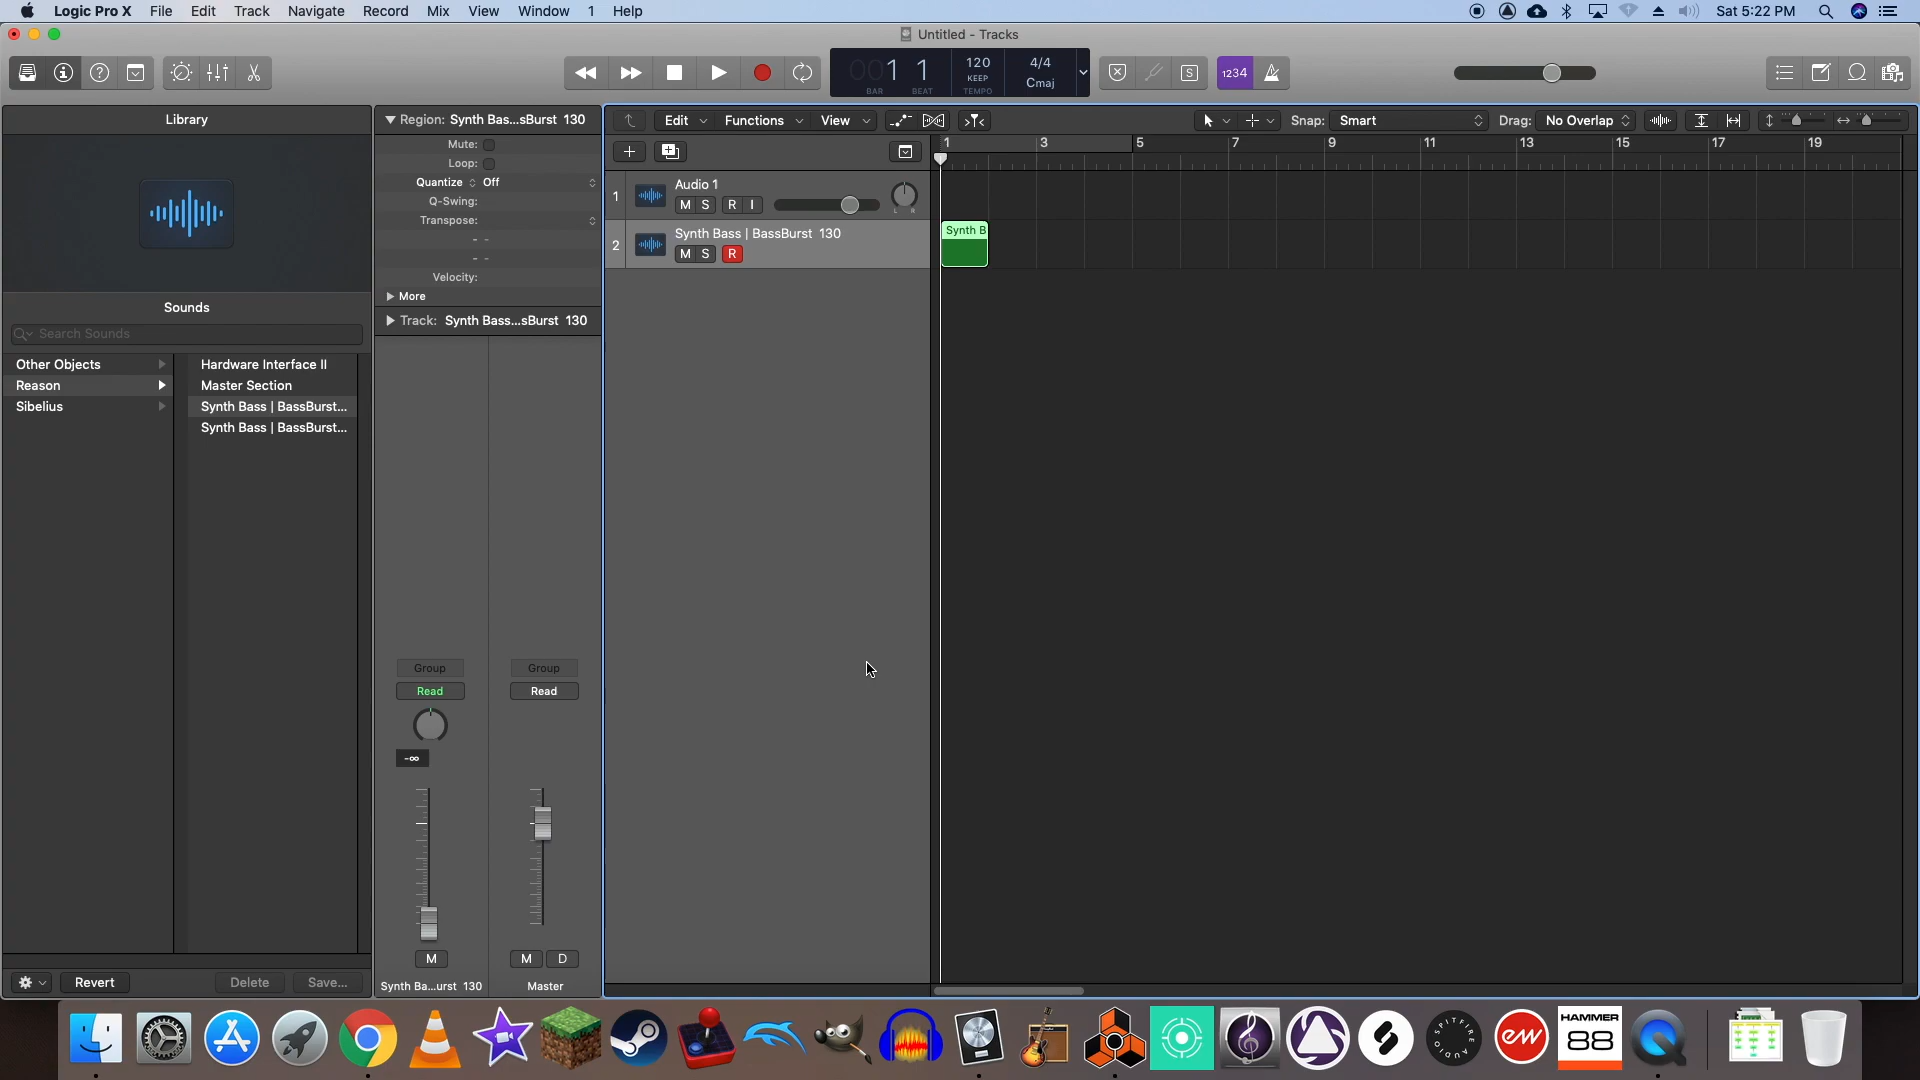 Logic Pro X File Edit Track Navigate Record Mix View Window 1 Help
Sat 5:22 PM
Untitled - Tracks
001 1
BAR BEAT
120
KEEP
TEMPO
4/4
Cmaj
S
1234
Library
Sounds
Search Sounds
Other Objects
Reason
Sibelius
Hardware Interface II
Master Section
Synth Bass | BassBurst...
Synth Bass | BassBurst...
Revert
Delete
Save...
Region: Synth Bas...sBurst 130
Mute:
Loop:
Quantize Off
Q-Swing:
Transpose:
- -
- -
Velocity:
More
Track: Synth Bass...sBurst 130
Group
Read
-∞
M
Synth Ba...urst 130
Group
Read
M D
Master
Edit Functions View
Snap: Smart
Drag: No Overlap
1 3 5 7 9 11 13 15 17 19
1
Audio 1
M S R I
L R
2
Synth Bass | BassBurst 130
M S R
Synth B
SPITFIRE AUDIO
ew
HAMMER
88